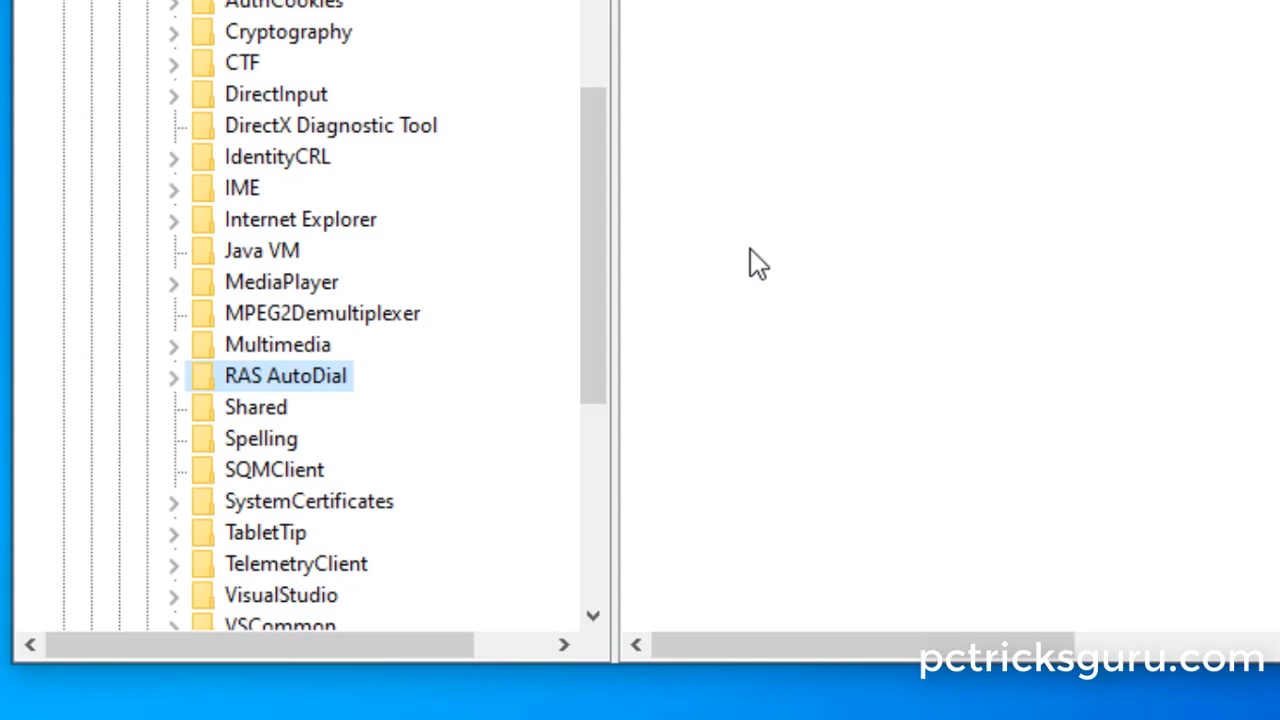 AuthCookies
Cryptography
CTF
DirectInput
DirectX Diagnostic Tool
IdentityCRL
IME
Internet Explorer
Java VM
MediaPlayer
MPEG2Demultiplexer
Multimedia
RAS AutoDial
Shared
Spelling
SQMClient
SystemCertificates
TabletTip
TelemetryClient
VisualStudio
VSCommon
pctricksguru.com